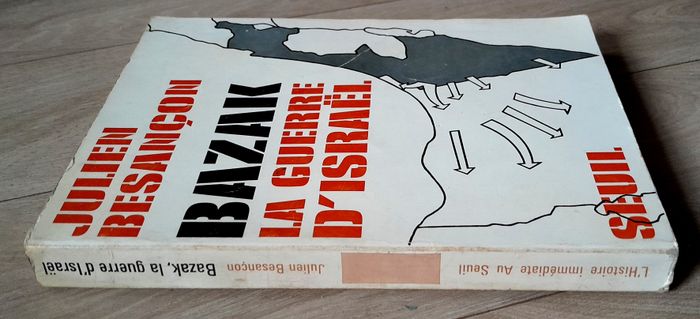 JULIEN
BESANÇON
BAZAK
LA GUERRE
D'ISRAËL
SEUIL
Bazak, la guerre d'Israël
Julien Besançon
L'Histoire immédiate Au Seuil